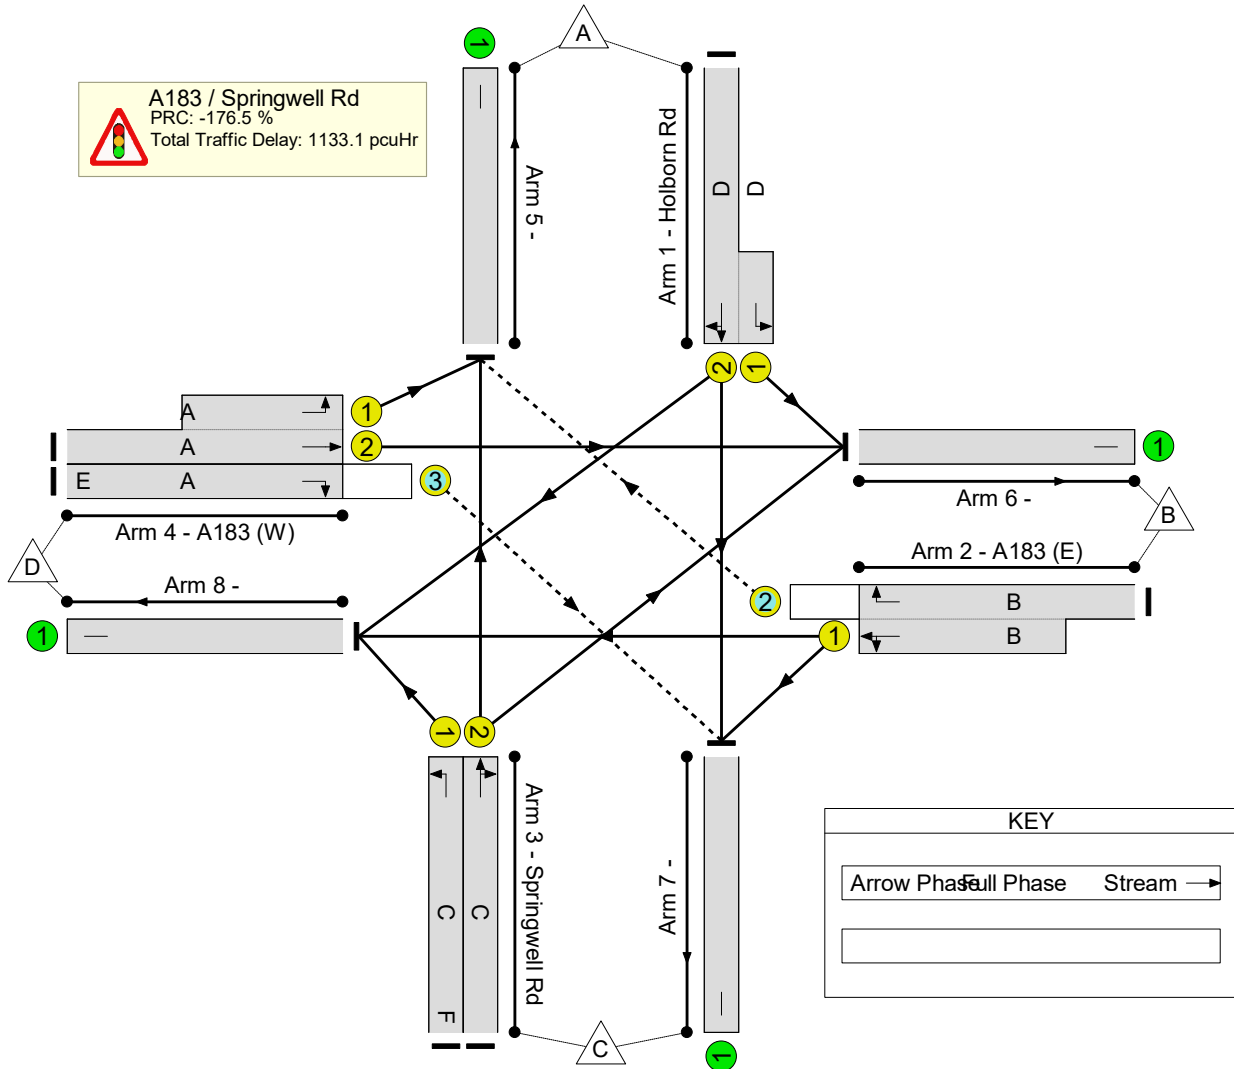 A
1
A183 / Springwell Rd
PRC: -176.5 %
Total Traffic Delay: 1133.1 pcuHr
Arm 5 -
Arm 1 - Holborn Rd
D
D
2
1
A
1
A
2
E
A
3
Arm 4 - A183 (W)
D
Arm 8 -
1
1
Arm 6 -
B
Arm 2 - A183 (E)
2
B
1
B
1
2
C
C
F
Arm 3 - Springwell Rd
Arm 7 -
C
1
KEY
Arrow Phase
Full Phase
Stream